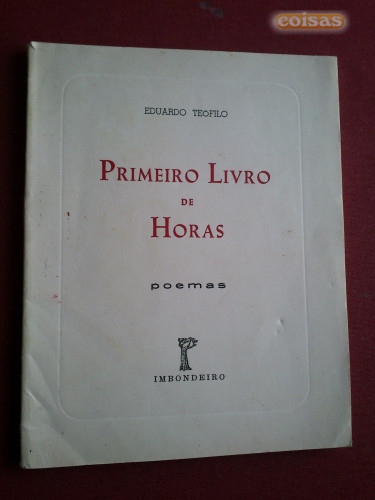 coisas
EDUARDO TEÓFILO
PRIMEIRO LIVRO
DE
HORAS
poemas
IMBONDEIRO